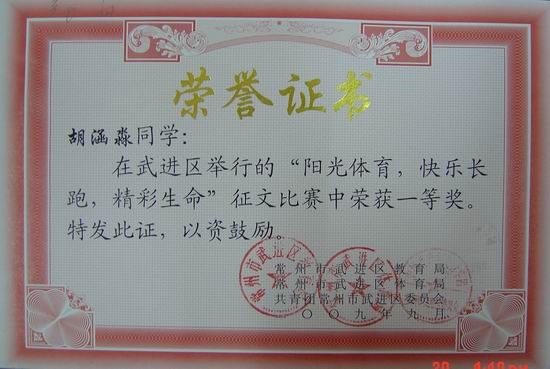 荣誉证书
胡涵淼同学：
在武进区举行的“阳光体育，快乐长
跑，精彩生命”征文比赛中荣获一等奖。
特发此证，以资鼓励。
常州市武进区教育局
常州市武进区体育局
共青团常州市武进区委员会
二〇〇九年九月